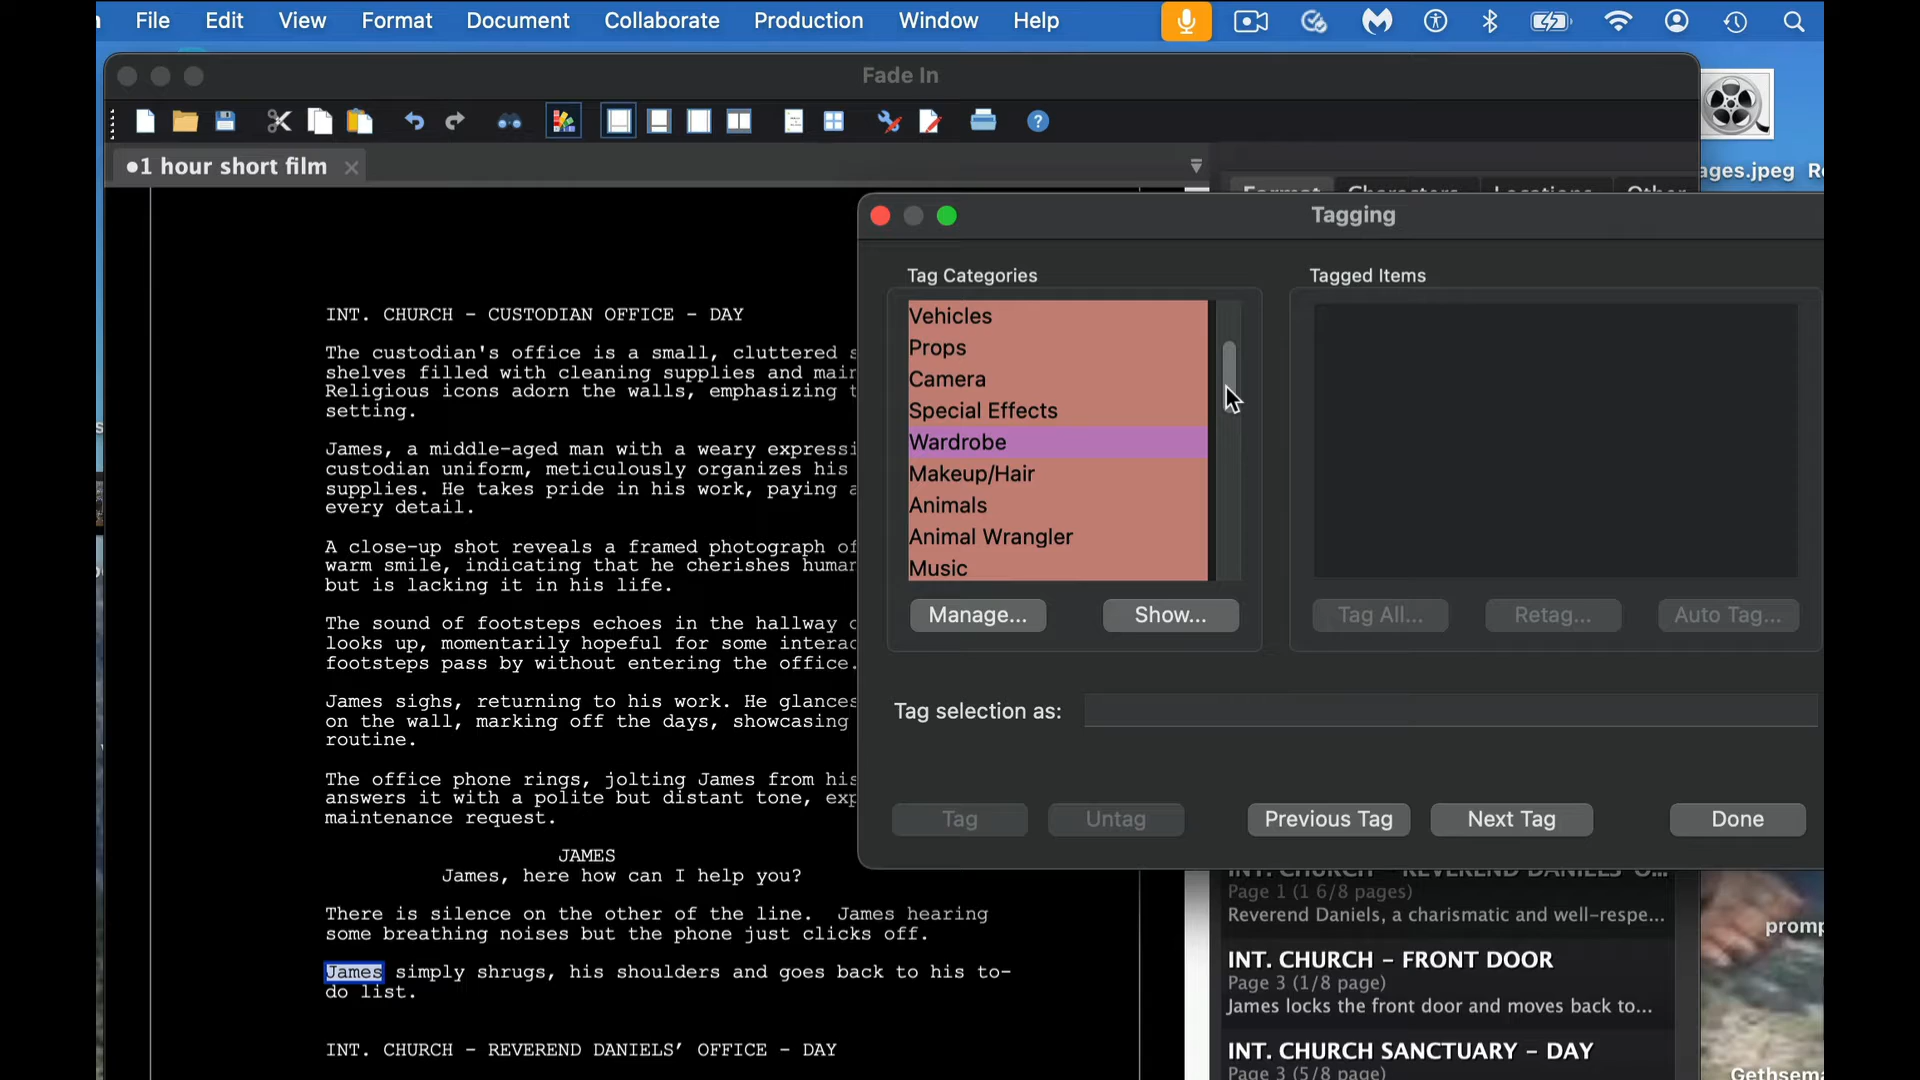 File Edit View Format Document Collaborate Production Window Help
Fade In
●1 hour short film
ages.jpeg
Tagging
Tag Categories
Tagged Items
Vehicles
Props
Camera
Special Effects
Wardrobe
Makeup/Hair
Animals
Animal Wrangler
Music
Manage... Show... Tag All... Retag... Auto Tag...
Tag selection as:
Tag Untag Previous Tag Next Tag Done
INT. CHURCH - CUSTODIAN OFFICE - DAY
The custodian's office is a small, cluttered s
shelves filled with cleaning supplies and main
Religious icons adorn the walls, emphasizing t
setting.
James, a middle-aged man with a weary expressi
custodian uniform, meticulously organizes his
supplies. He takes pride in his work, paying a
every detail.
A close-up shot reveals a framed photograph of
warm smile, indicating that he cherishes human
but is lacking it in his life.
The sound of footsteps echoes in the hallway o
looks up, momentarily hopeful for some interac
footsteps pass by without entering the office.
James sighs, returning to his work. He glances
on the wall, marking off the days, showcasing
routine.
The office phone rings, jolting James from his
answers it with a polite but distant tone, exp
maintenance request.
JAMES
James, here how can I help you?
There is silence on the other of the line. James hearing
some breathing noises but the phone just clicks off.
James simply shrugs, his shoulders and goes back to his to-
do list.
INT. CHURCH - REVEREND DANIELS' OFFICE - DAY
Page 1 (1 6/8 pages)
Reverend Daniels, a charismatic and well-respe...
INT. CHURCH - FRONT DOOR
Page 3 (1/8 page)
James locks the front door and moves back to...
INT. CHURCH SANCTUARY - DAY
Page 3 (5/8 page)
promp
Gethsema